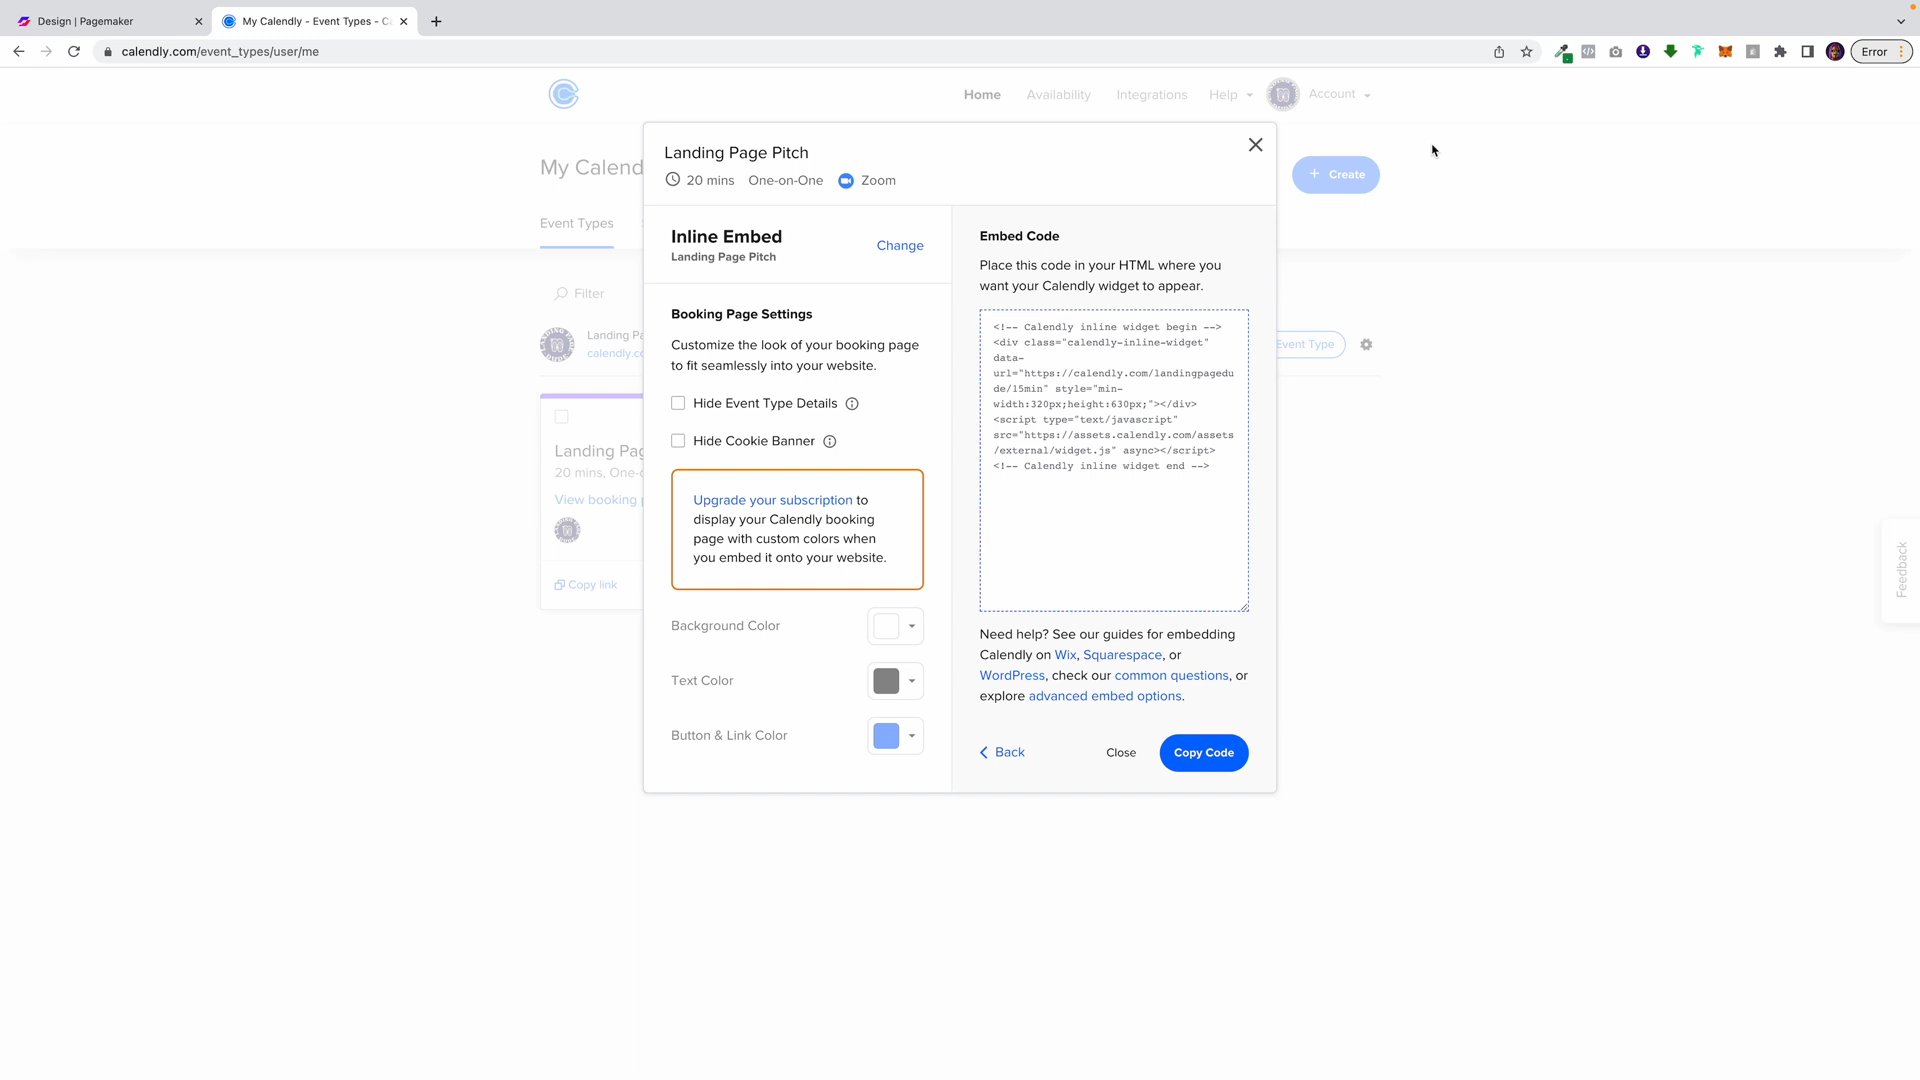 Design | Pagemaker
My Calendly - Event Types - C
calendly.com/event_types/user/me
Error
Home
Availability
Integrations
Help
Account
My Calend
Create
Event Types
Filter
Landing Pa
calendly.co
Event Type
Landing Pag
20 mins, One-o
View booking
Copy link
Feedback
Landing Page Pitch
20 mins One-on-One Zoom
Inline Embed
Landing Page Pitch
Change
Booking Page Settings
Customize the look of your booking page
to fit seamlessly into your website.
Hide Event Type Details
Hide Cookie Banner
Upgrade your subscription to
display your Calendly booking
page with custom colors when
you embed it onto your website.
Background Color
Text Color
Button & Link Color
Embed Code
Place this code in your HTML where you
want your Calendly widget to appear.
<!-- Calendly inline widget begin -->
<div class="calendly-inline-widget"
data-
url="https://calendly.com/landingpagedu
de/15min" style="min-
width:320px;height:630px;"></div>
<script type="text/javascript"
src="https://assets.calendly.com/assets
/external/widget.js" async></script>
<!-- Calendly inline widget end -->
Need help? See our guides for embedding
Calendly on Wix, Squarespace, or
WordPress, check our common questions, or
explore advanced embed options.
Back
Close
Copy Code